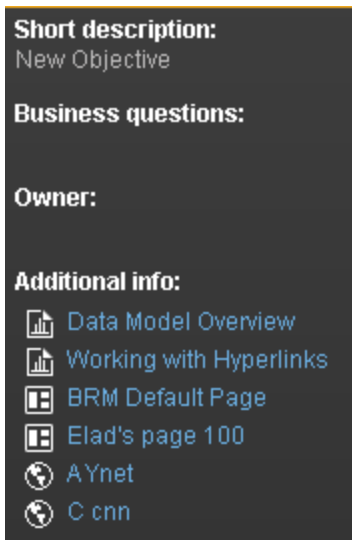 Short description:
New Objective
Business questions:
Owner:
Additional info:
Data Model Overview
Working with Hyperlinks
BRM Default Page
Elad's page 100
AYnet
C cnn